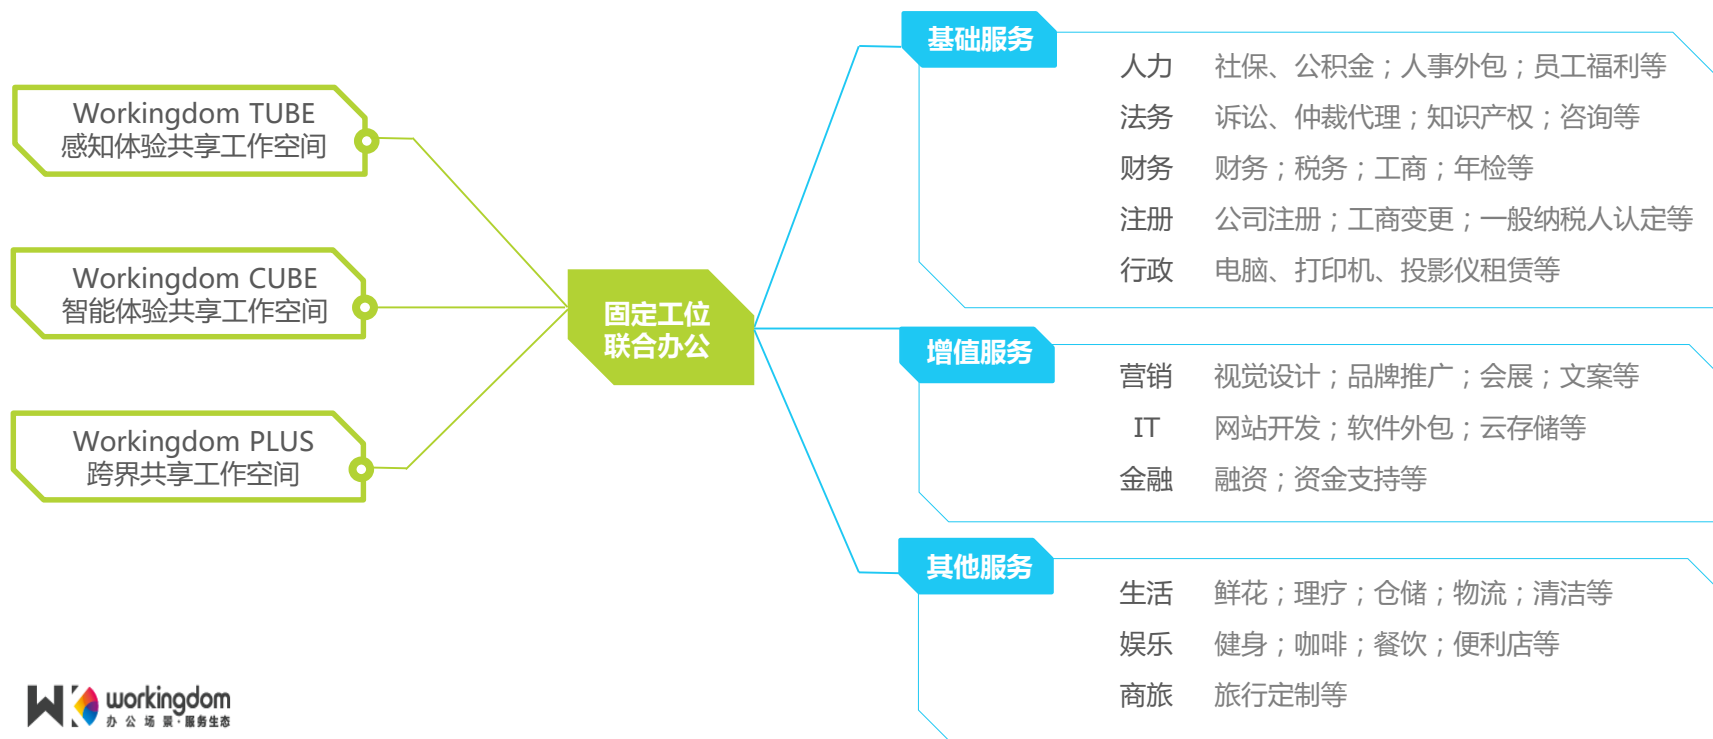 Workingdom TUBE
感知体验共享工作空间
Workingdom CUBE
智能体验共享工作空间
Workingdom PLUS
跨界共享工作空间
固定工位
联合办公
基础服务
人力 社保、公积金；人事外包；员工福利等
法务 诉讼、仲裁代理；知识产权；咨询等
财务 财务；税务；工商；年检等
注册 公司注册；工商变更；一般纳税人认定等
行政 电脑、打印机、投影仪租赁等
增值服务
营销 视觉设计；品牌推广；会展；文案等
IT 网站开发；软件外包；云存储等
金融 融资；资金支持等
其他服务
生活 鲜花；理疗；仓储；物流；清洁等
娱乐 健身；咖啡；餐饮；便利店等
商旅 旅行定制等
workingdom
办公场景·服务生态